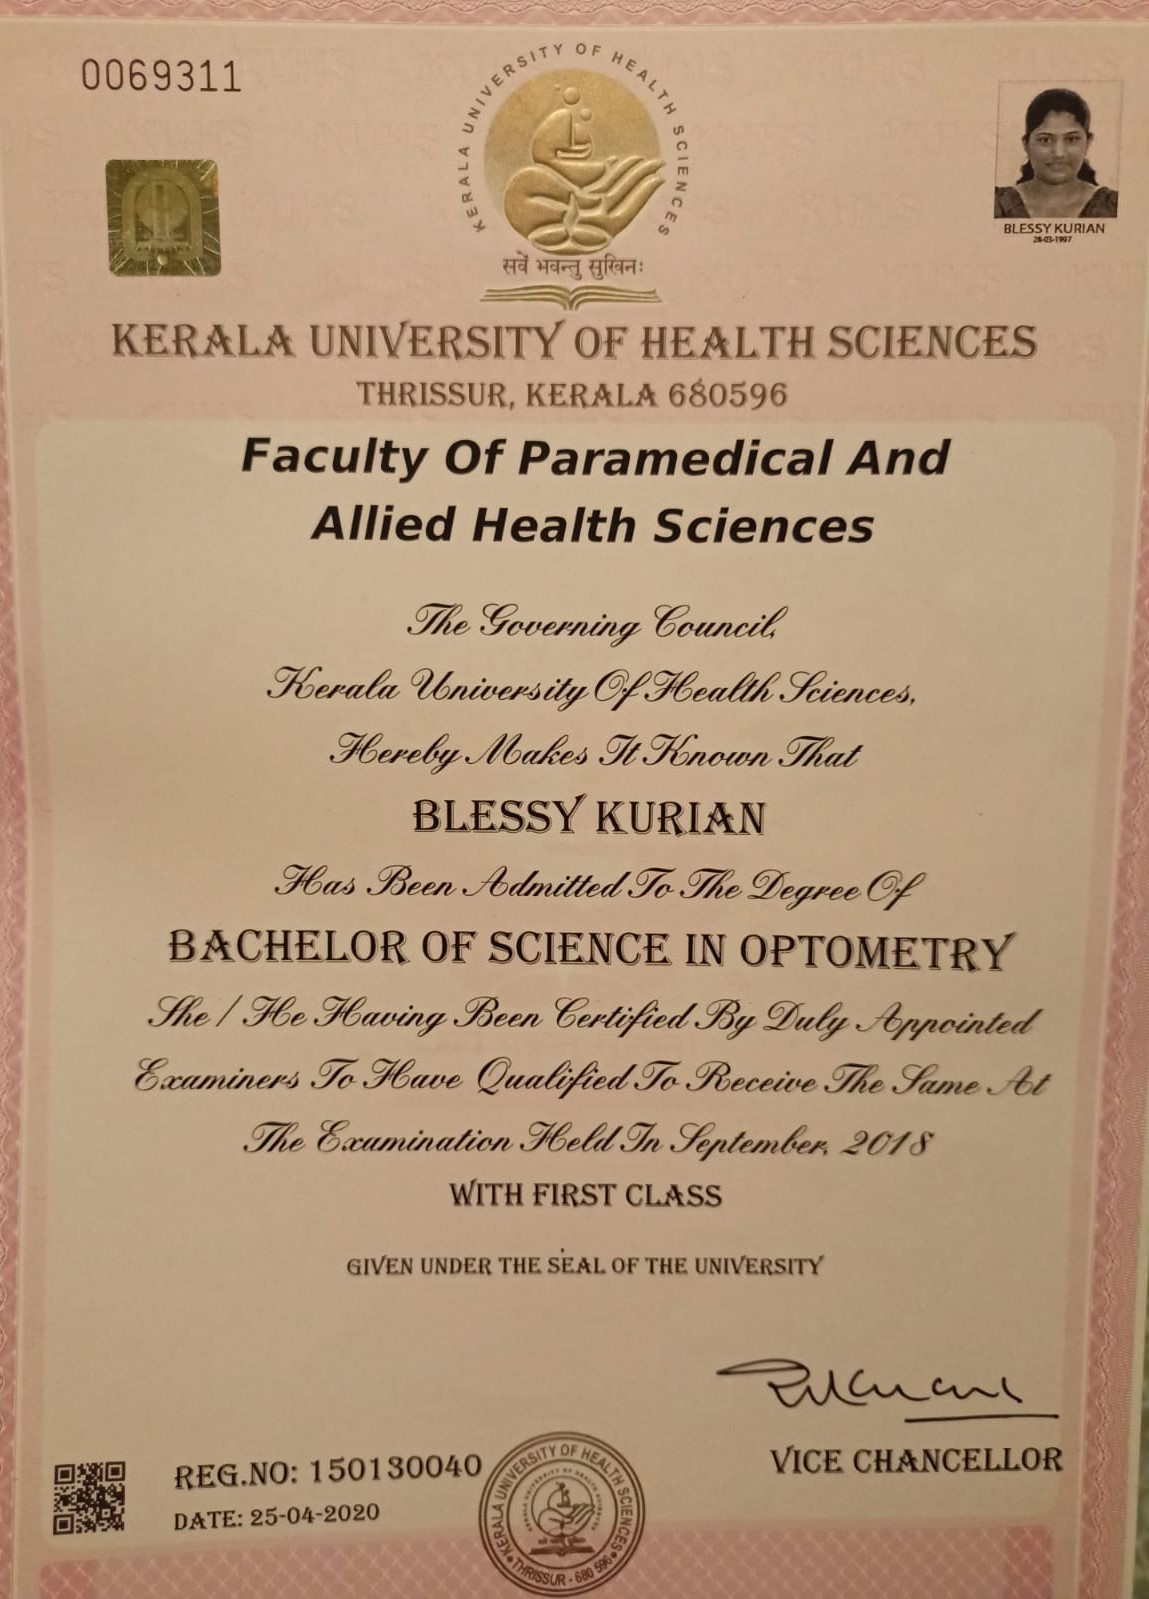 0069311
KERALA UNIVERSITY OF HEALTH SCIENCES
सर्वे भवन्तु सुखिनः
BLESSY KURIAN
28-03-1997
KERALA UNIVERSITY OF HEALTH SCIENCES
THRISSUR, KERALA 680596
Faculty Of Paramedical And
Allied Health Sciences
The Governing Council,
Kerala University Of Health Sciences,
Hereby Makes It Known That
BLESSY KURIAN
Has Been Admitted To The Degree Of
BACHELOR OF SCIENCE IN OPTOMETRY
She / He Having Been Certified By Duly Appointed
Examiners To Have Qualified To Receive The Same At
The Examination Held In September, 2018
WITH FIRST CLASS
GIVEN UNDER THE SEAL OF THE UNIVERSITY
VICE CHANCELLOR
REG.NO: 150130040
DATE: 25-04-2020
KERALA UNIVERSITY OF HEALTH SCIENCES
THRISSUR - 680 596